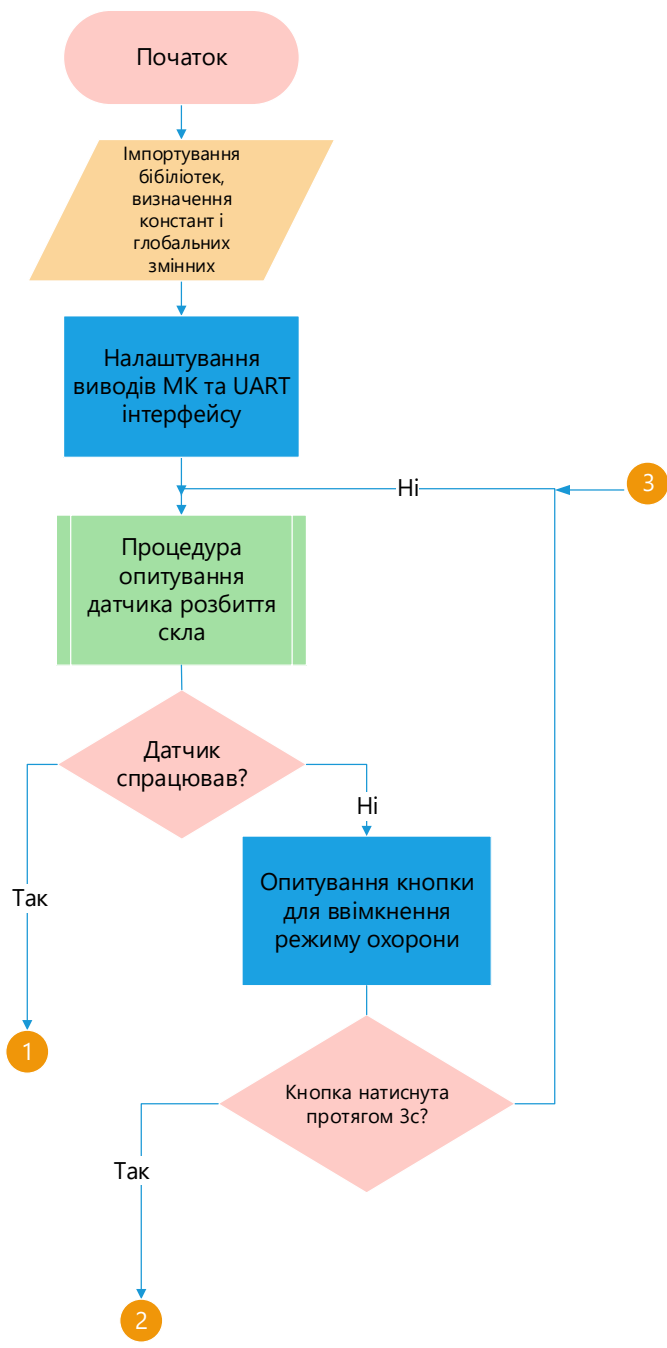 Початок
Імпортування
бібіліотек,
визначення
констант і
глобальних
змінних
Налаштування
виводів МК та UART
інтерфейсу
Ні
3
Процедура
опитування
датчика розбиття
скла
Датчик
спрацював?
Ні
Так
Опитування кнопки
для ввімкнення
режиму охорони
1
Кнопка натиснута
протягом 3с?
Так
2